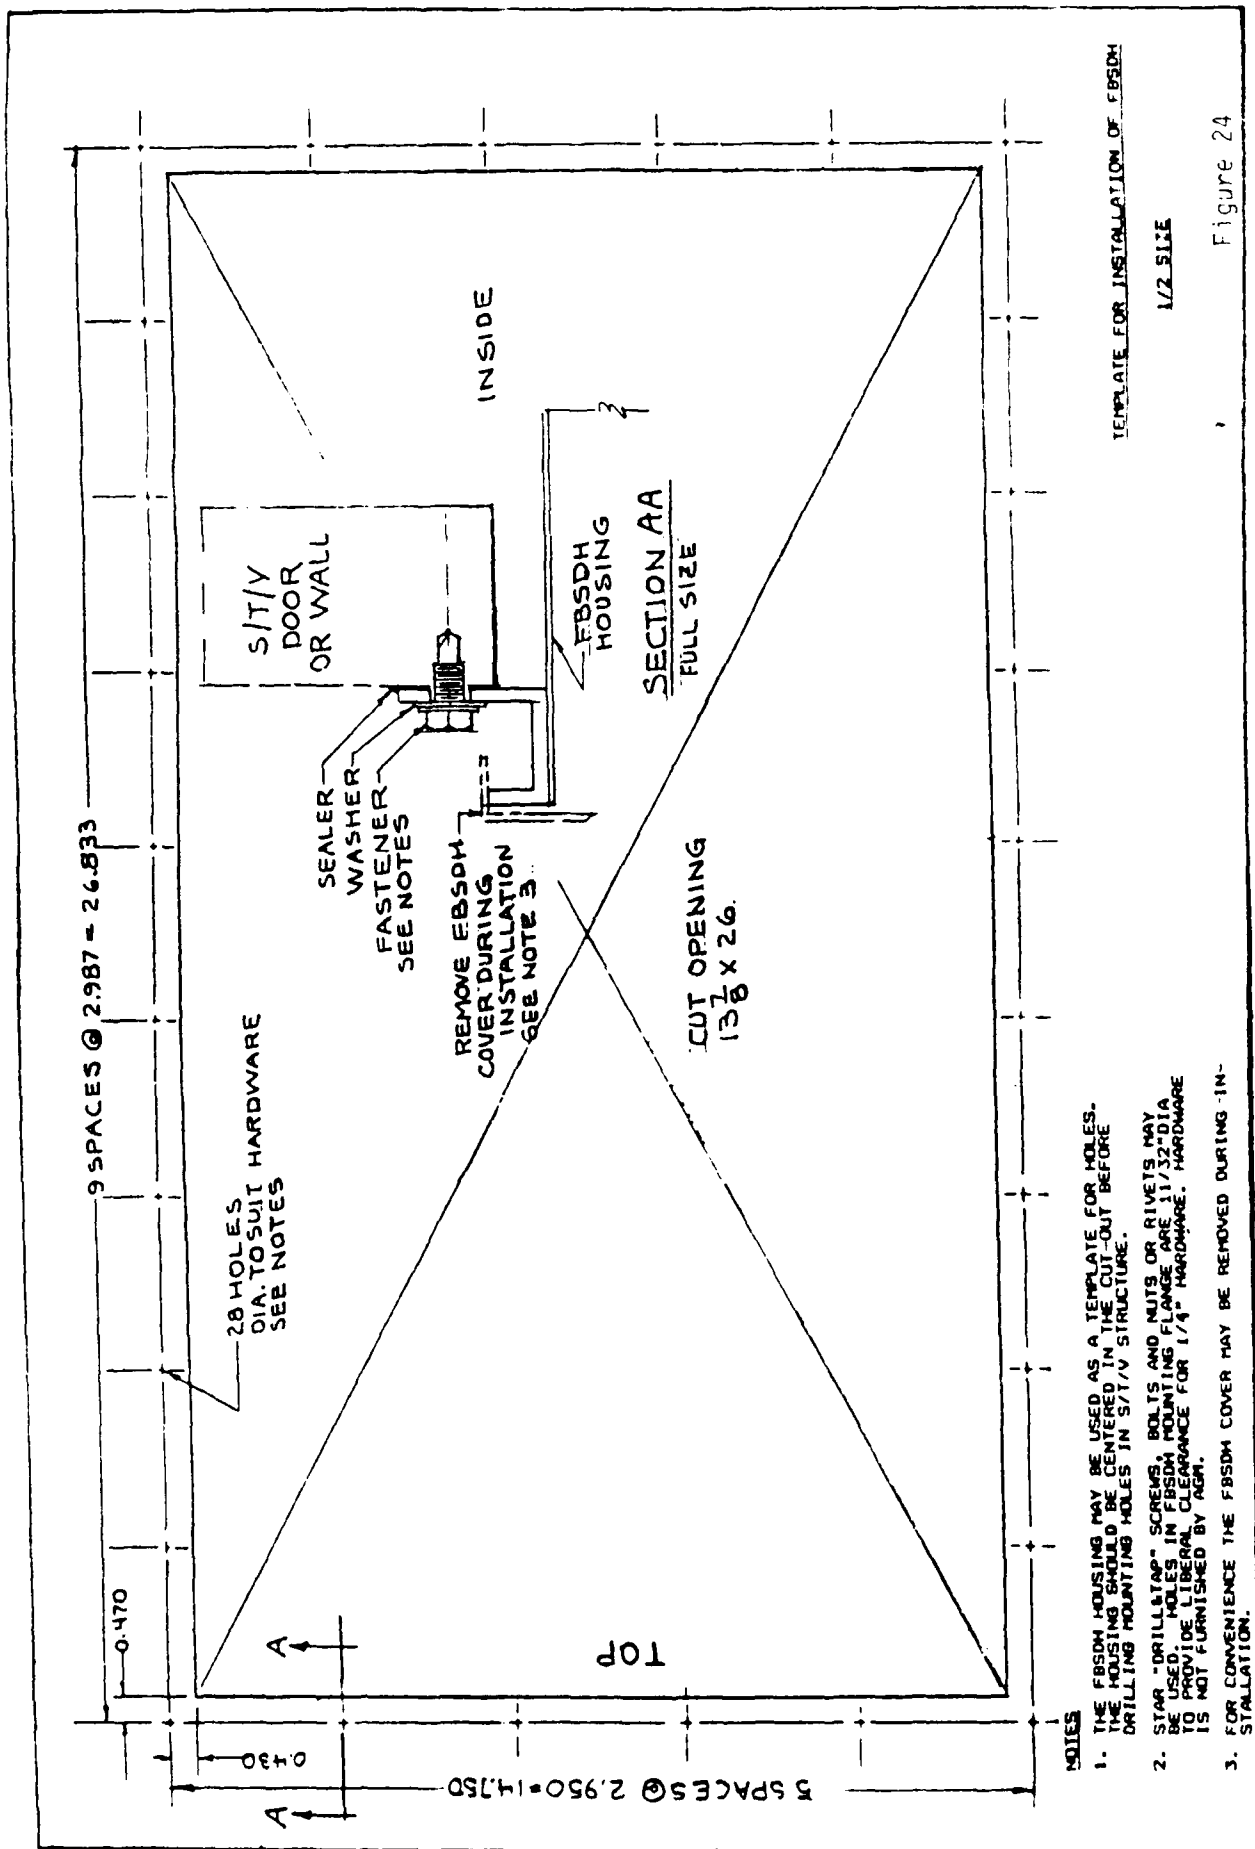 9 SPACES @ 2.987 = 26.833
0.470
28 HOLES
DIA. TO SUIT HARDWARE
SEE NOTES
0.430
5 SPACES @ 2.950=14.750
A
A
TOP
SEALER
WASHER
FASTENER
SEE NOTES
REMOVE FBSDH
COVER DURING
INSTALLATION
SEE NOTE 3
S/T/V
DOOR
OR WALL
INSIDE
FBSDH
HOUSING
SECTION AA
FULL SIZE
CUT OPENING
13 7/8 X 26.
NOTES
1. THE FBSDH HOUSING MAY BE USED AS A TEMPLATE FOR HOLES.
THE HOUSING SHOULD BE CENTERED IN THE CUT-OUT BEFORE
DRILLING MOUNTING HOLES IN S/T/V STRUCTURE.
2. STAR "DRILL&TAP" SCREWS, BOLTS AND NUTS OR RIVETS MAY
BE USED. HOLES IN FBSDH MOUNTING FLANGE ARE 11/32"DIA
TO PROVIDE LIBERAL CLEARANCE FOR 1/4" HARDWARE. HARDWARE
IS NOT FURNISHED BY AGM.
3. FOR CONVENIENCE THE FBSDH COVER MAY BE REMOVED DURING IN-
STALLATION.
TEMPLATE FOR INSTALLATION OF FBSDH
1/2 SIZE
Figure 24